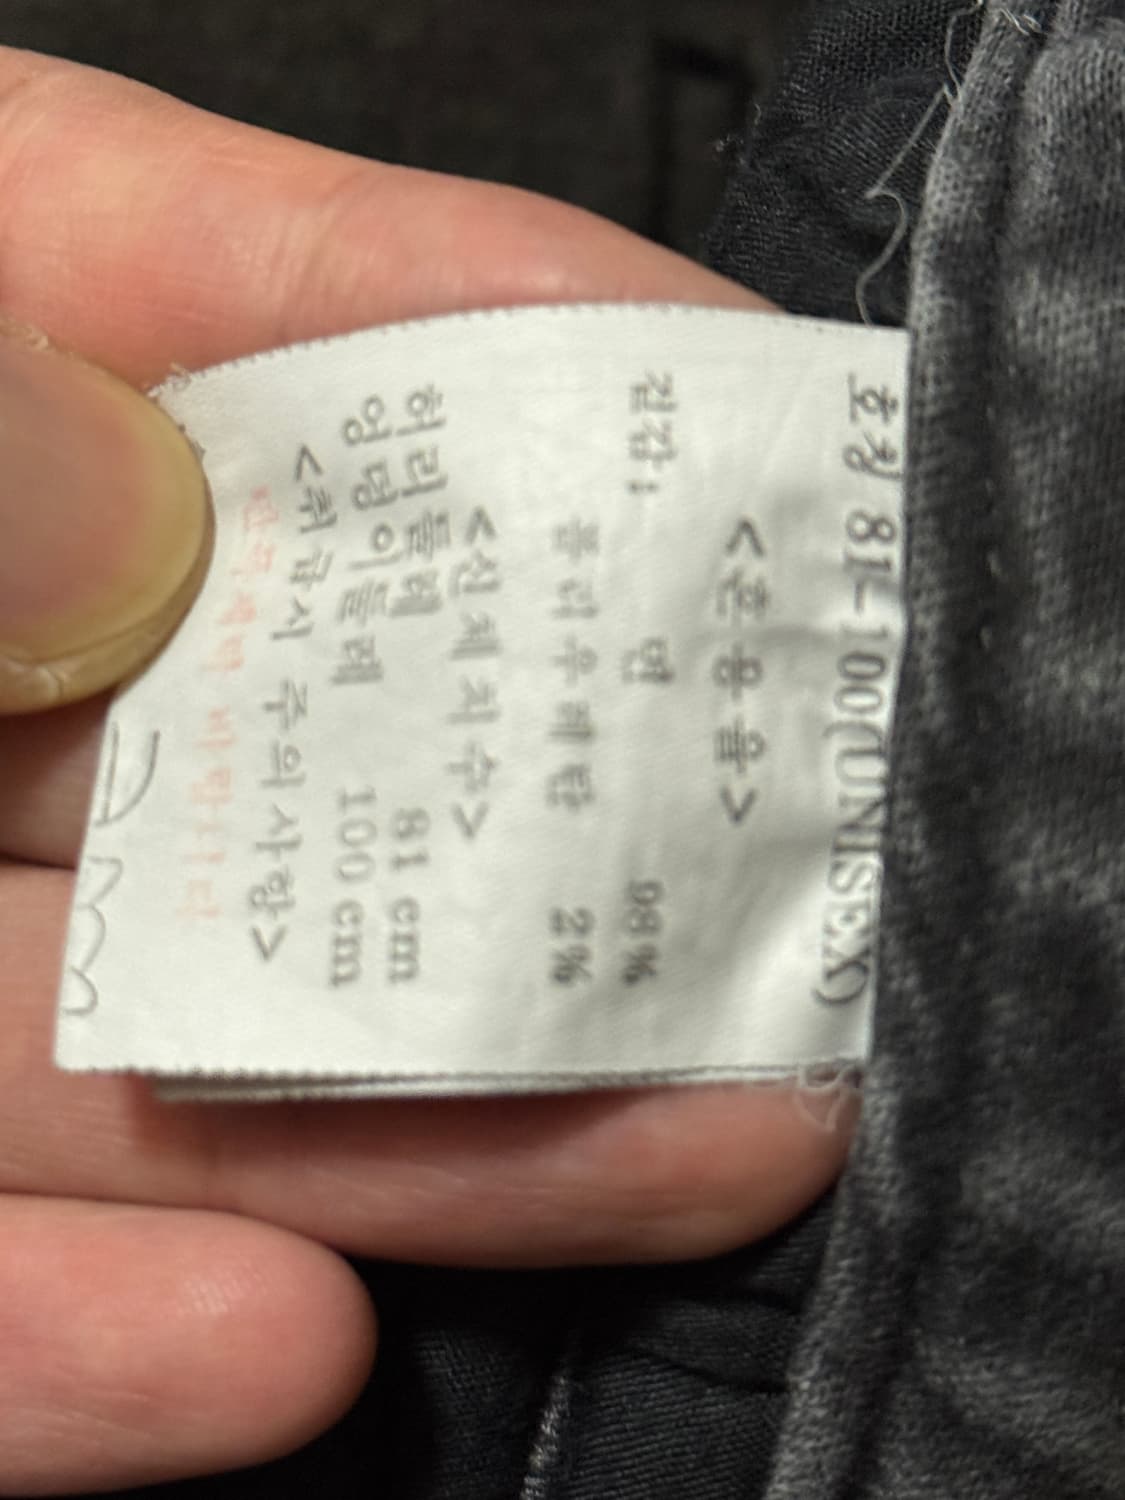 호칭 81-100(UNISEX)
<혼용율>
겉감: 면 98%
폴리우레탄 2%
<신체치수>
허리둘레 81 cm
엉덩이둘레 100 cm
<취급시 주의사항>